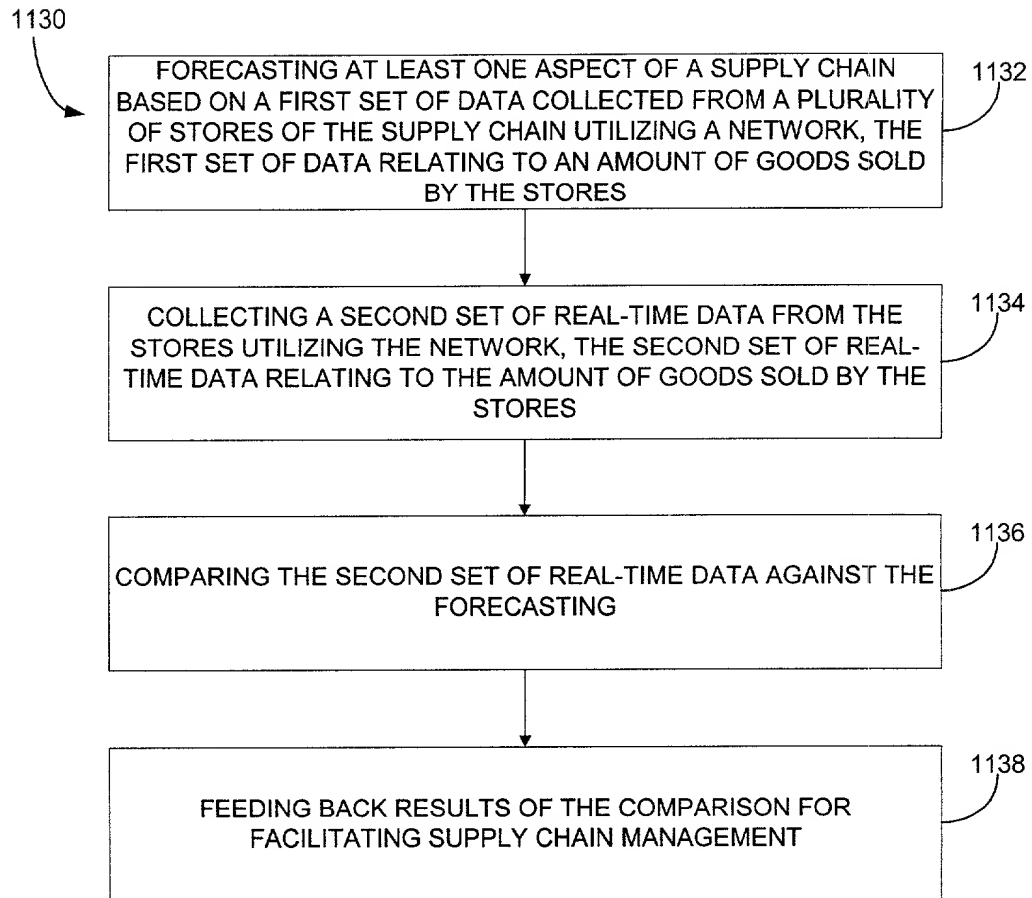 1130
FORECASTING AT LEAST ONE ASPECT OF A SUPPLY CHAIN
BASED ON A FIRST SET OF DATA COLLECTED FROM A PLURALITY
OF STORES OF THE SUPPLY CHAIN UTILIZING A NETWORK, THE
FIRST SET OF DATA RELATING TO AN AMOUNT OF GOODS SOLD
BY THE STORES
1132
COLLECTING A SECOND SET OF REAL-TIME DATA FROM THE
STORES UTILIZING THE NETWORK, THE SECOND SET OF REAL-
TIME DATA RELATING TO THE AMOUNT OF GOODS SOLD BY THE
STORES
1134
COMPARING THE SECOND SET OF REAL-TIME DATA AGAINST THE
FORECASTING
1136
FEEDING BACK RESULTS OF THE COMPARISON FOR
FACILITATING SUPPLY CHAIN MANAGEMENT
1138